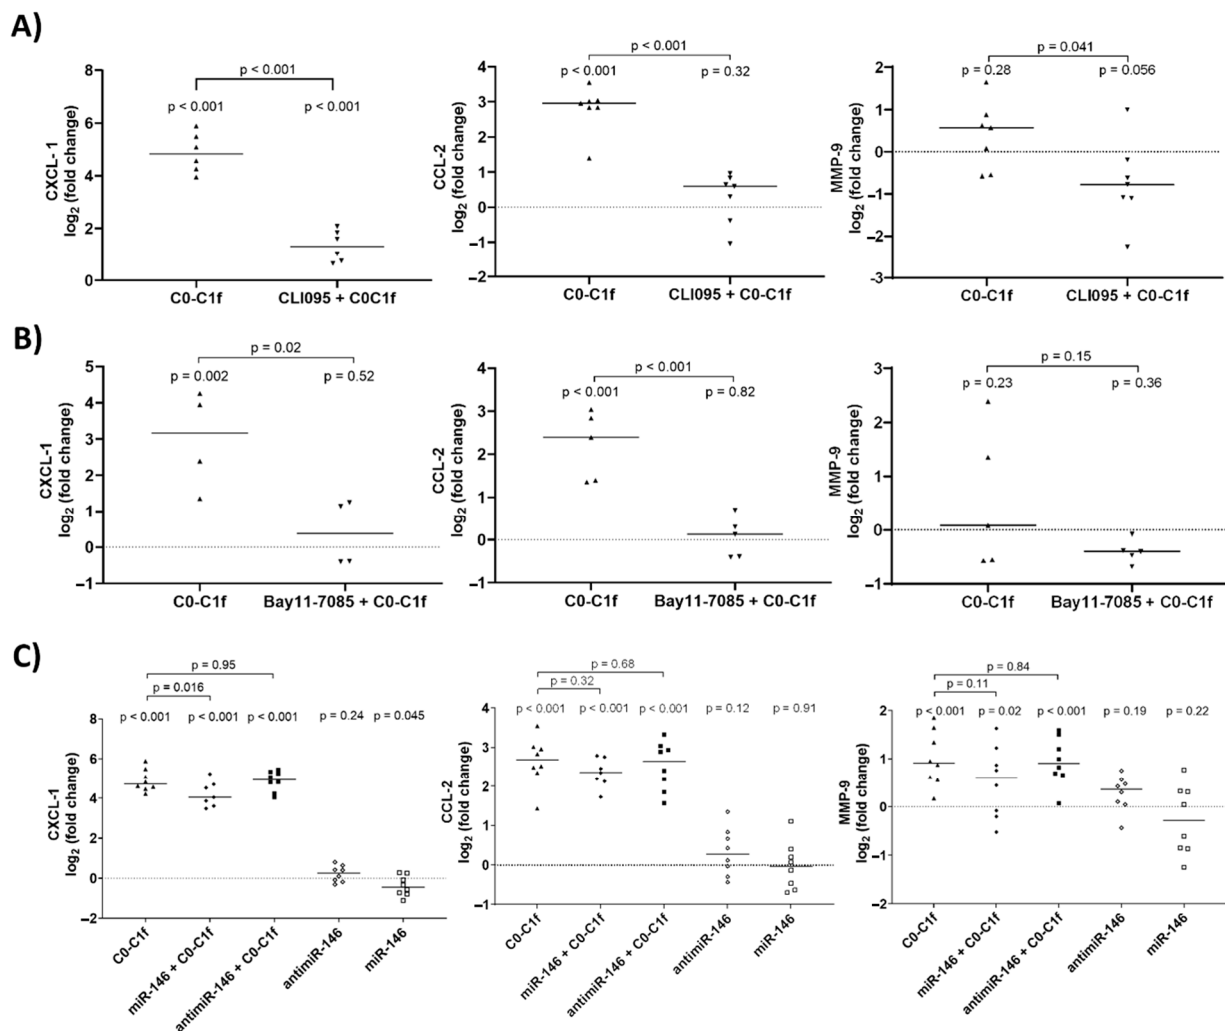 A)
CXCL-1
log2 (fold change)
8
6
4
2
0
p < 0.001
p < 0.001
p < 0.001
C0-C1f
CLI095 + C0C1f
CCL-2
log2 (fold change)
4
3
2
1
0
−1
−2
p < 0.001
p < 0.001
p = 0.32
C0-C1f
CLI095 + C0-C1f
MMP-9
log2 (fold change)
2
1
0
−1
−2
−3
p = 0.041
p = 0.28
p = 0.056
C0-C1f
CLI095 + C0-C1f
B)
CXCL-1
log2 (fold change)
5
4
3
2
1
0
−1
p = 0.02
p = 0.002
p = 0.52
C0-C1f
Bay11-7085 + C0-C1f
CCL-2
log2 (fold change)
4
3
2
1
0
−1
p < 0.001
p < 0.001
p = 0.82
C0-C1f
Bay11-7085 + C0-C1f
MMP-9
log2 (fold change)
3
2
1
0
−1
p = 0.15
p = 0.23
p = 0.36
C0-C1f
Bay11-7085 + C0-C1f
C)
CXCL-1
log2 (fold change)
8
6
4
2
0
−2
p = 0.95
p = 0.016
p < 0.001
p < 0.001
p < 0.001
p = 0.24
p = 0.045
C0-C1f
miR-146 + C0-C1f
antimiR-146 + C0-C1f
antimiR-146
miR-146
CCL-2
log2 (fold change)
4
3
2
1
0
−1
p = 0.68
p = 0.32
p < 0.001
p < 0.001
p < 0.001
p = 0.12
p = 0.91
C0-C1f
miR-146 + C0-C1f
antimiR-146 + C0-C1f
antimiR-146
miR-146
MMP-9
log2 (fold change)
2
1
0
−1
−2
p = 0.84
p = 0.11
p < 0.001
p = 0.02
p < 0.001
p = 0.19
p = 0.22
C0-C1f
miR-146 + C0-C1f
antimiR-146 + C0-C1f
antimiR-146
miR-146